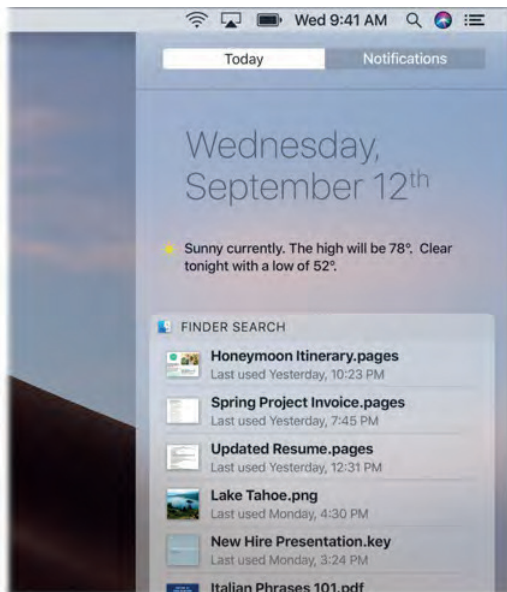 Wed 9:41 AM
Today
Notifications
Wednesday,
September 12th
Sunny currently. The high will be 78°. Clear
tonight with a low of 52°.
FINDER SEARCH
Honeymoon Itinerary.pages
Last used Yesterday, 10:23 PM
Spring Project Invoice.pages
Last used Yesterday, 7:45 PM
Updated Resume.pages
Last used Yesterday, 12:31 PM
Lake Tahoe.png
Last used Monday, 4:30 PM
New Hire Presentation.key
Last used Monday, 3:24 PM
Italian Phrases 101.pdf